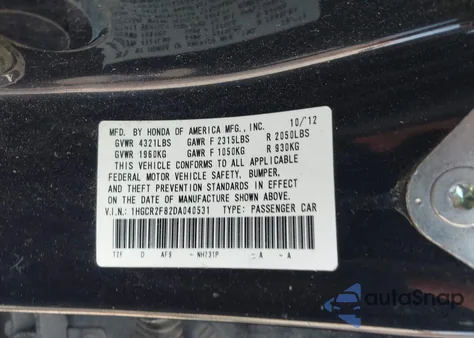 MFD. BY HONDA OF AMERICA MFG., INC. 10/'12
GVWR 4321LBS GAWR F 2315LBS R 2050LBS
GVWR 1960KG GAWR F 1050KG R 930KG
THIS VEHICLE CONFORMS TO ALL APPLICABLE
FEDERAL MOTOR VEHICLE SAFETY, BUMPER,
AND THEFT PREVENTION STANDARDS IN EFFECT
ON THE DATE OF MANUFACTURE SHOWN ABOVE.
V.I.N.: 1HGCR2F82DA040531 TYPE: PASSENGER CAR
D NH731P - A - A
autoSnap